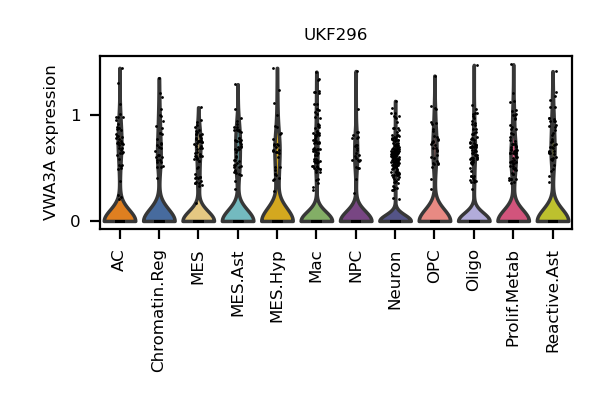 UKF296
VWA3A expression
1
0
AC
Chromatin.Reg
MES
MES.Ast
MES.Hyp
Mac
NPC
Neuron
OPC
Oligo
Prolif.Metab
Reactive.Ast